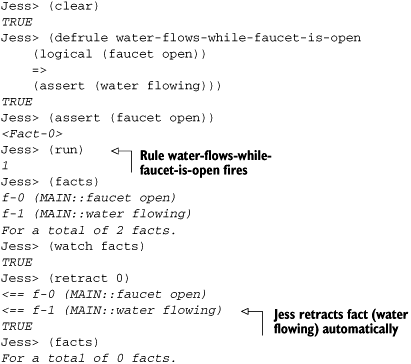 Jess> (clear)
TRUE
Jess> (defrule water-flows-while-faucet-is-open
(logical (faucet open))
=>
(assert (water flowing)))
TRUE
Jess> (assert (faucet open))
<Fact-0>
Jess> (run)
1
Rule water-flows-while-
faucet-is-open fires
Jess> (facts)
f-0 (MAIN::faucet open)
f-1 (MAIN::water flowing)
For a total of 2 facts.
Jess> (watch facts)
TRUE
Jess> (retract 0)
<== f-0 (MAIN::faucet open)
<== f-1 (MAIN::water flowing)
TRUE
Jess retracts fact (water
flowing) automatically
Jess> (facts)
For a total of 0 facts.